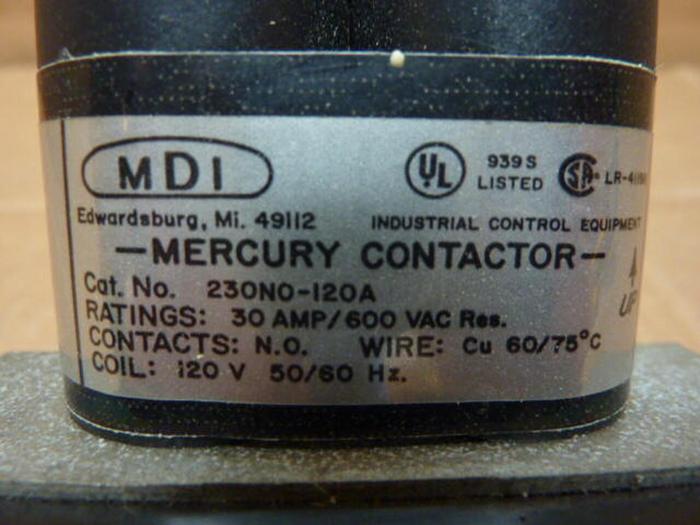 MDI
UL
939S
LISTED
SA
Edwardsburg, Mi. 49112
INDUSTRIAL CONTROL EQUIPMENT
—MERCURY CONTACTOR—
Cat. No. 230NO-120A
RATINGS: 30 AMP/600 VAC Res.
CONTACTS: N.O. WIRE: Cu 60/75°C
COIL: 120 V 50/60 Hz.
UP